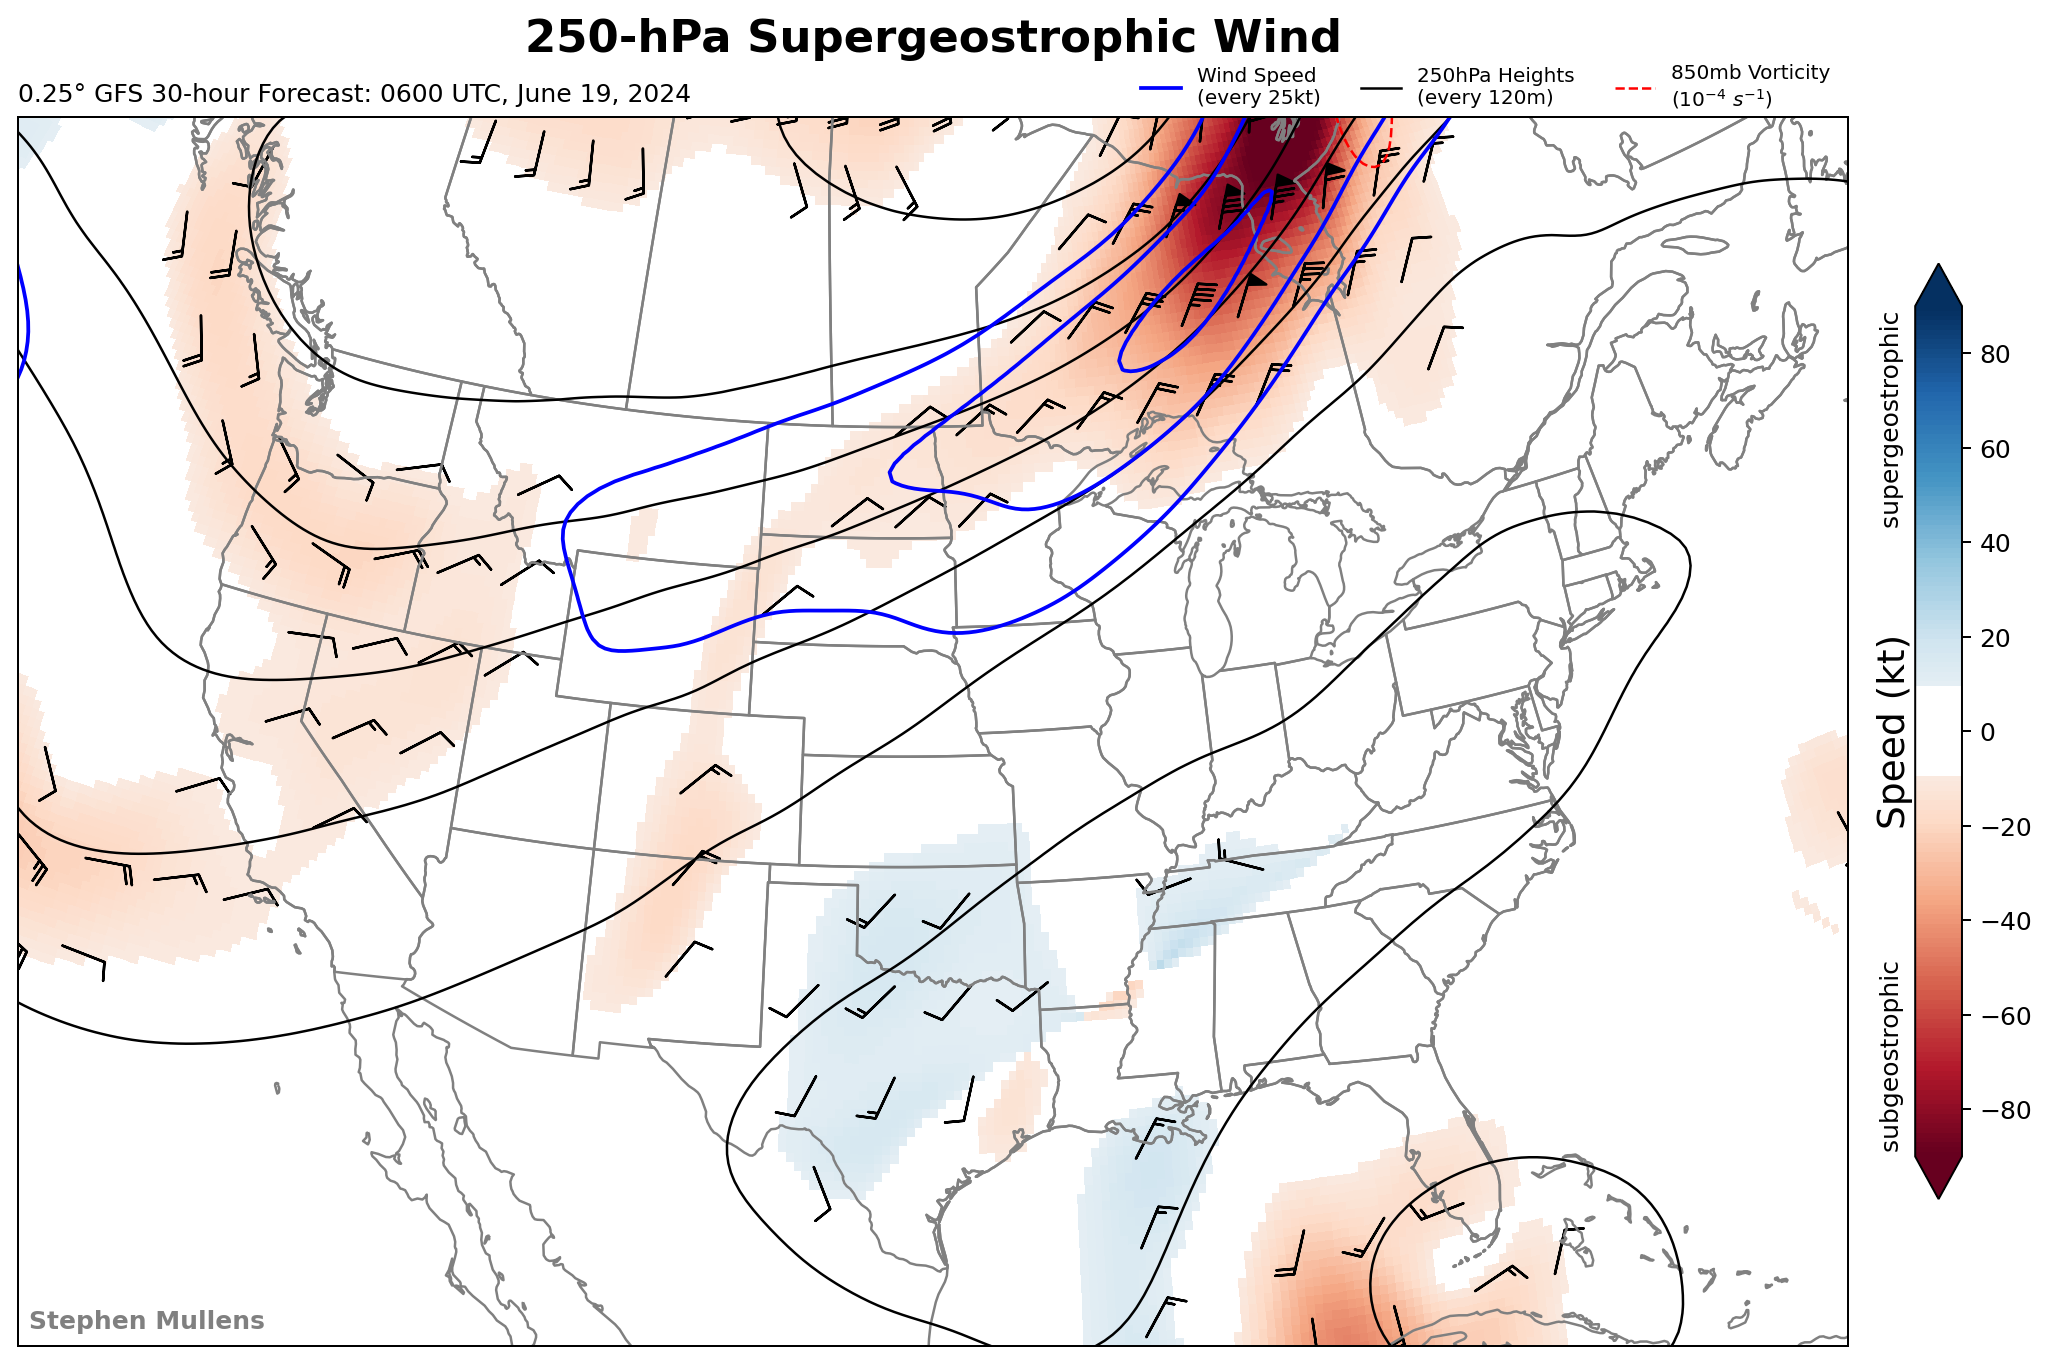 250-hPa Supergeostrophic Wind
0.25° GFS 30-hour Forecast: 0600 UTC, June 19, 2024
Wind Speed
(every 25kt)
250hPa Heights
(every 120m)
850mb Vorticity
(10⁻⁴ s⁻¹)
supergeostrophic
Speed (kt)
subgeostrophic
80
60
40
20
0
−20
−40
−60
−80
Stephen Mullens